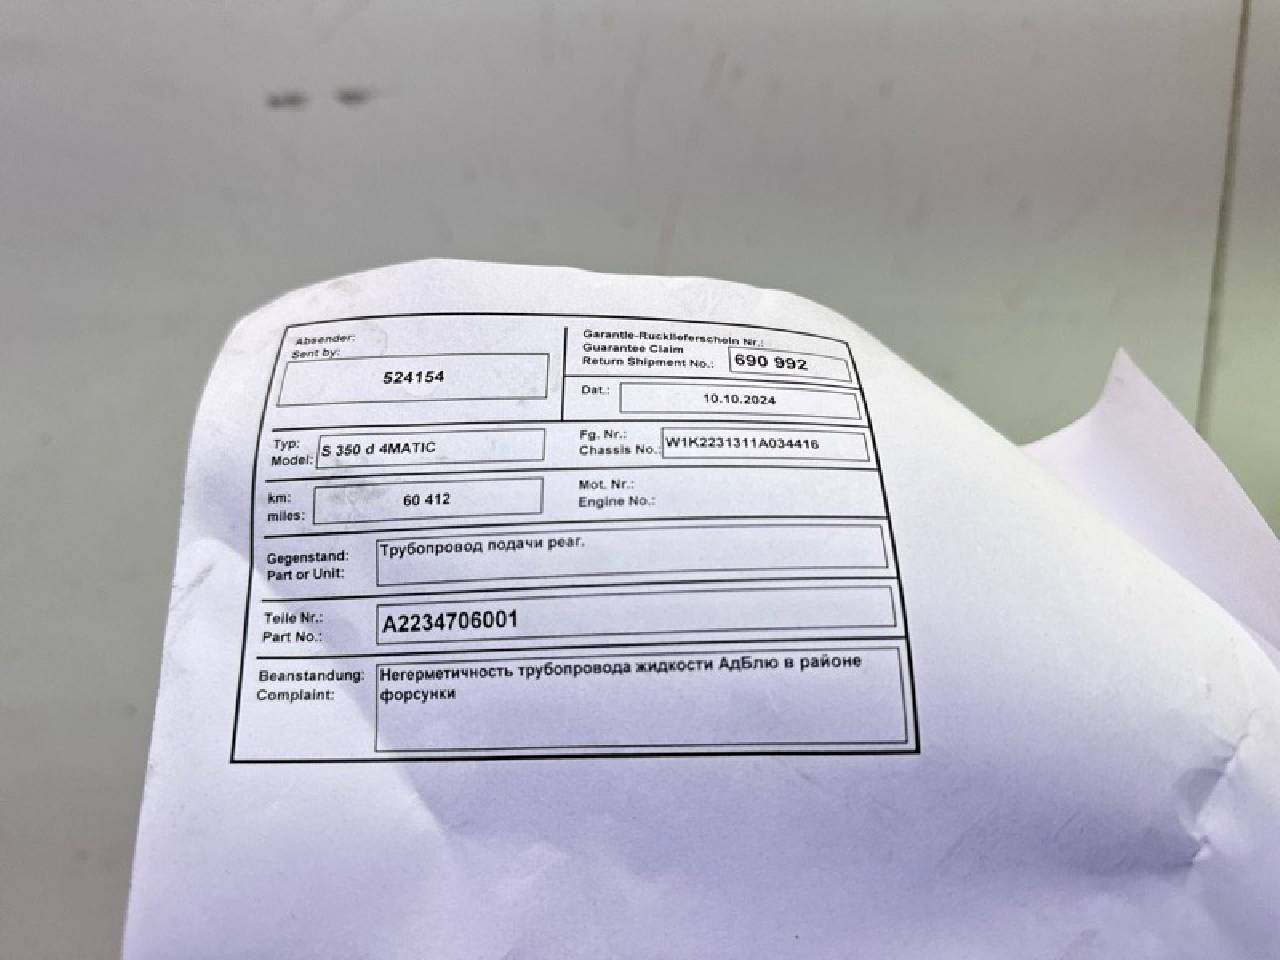 Absender:
Sent by:
524154
Garantie-Rucklieferschein Nr.:
Guarantee Claim
Return Shipment No.:
690 992
Dat.:
10.10.2024
Typ:
Model:
S 350 d 4MATIC
Fg. Nr.:
Chassis No.:
W1K2231311A034416
km:
miles:
60 412
Mot. Nr.:
Engine No.:
Gegenstand:
Part or Unit:
Трубопровод подачи реаг.
Teile Nr.:
Part No.:
A2234706001
Beanstandung:
Complaint:
Негерметичность трубопровода жидкости АдБлю в районе
форсунки